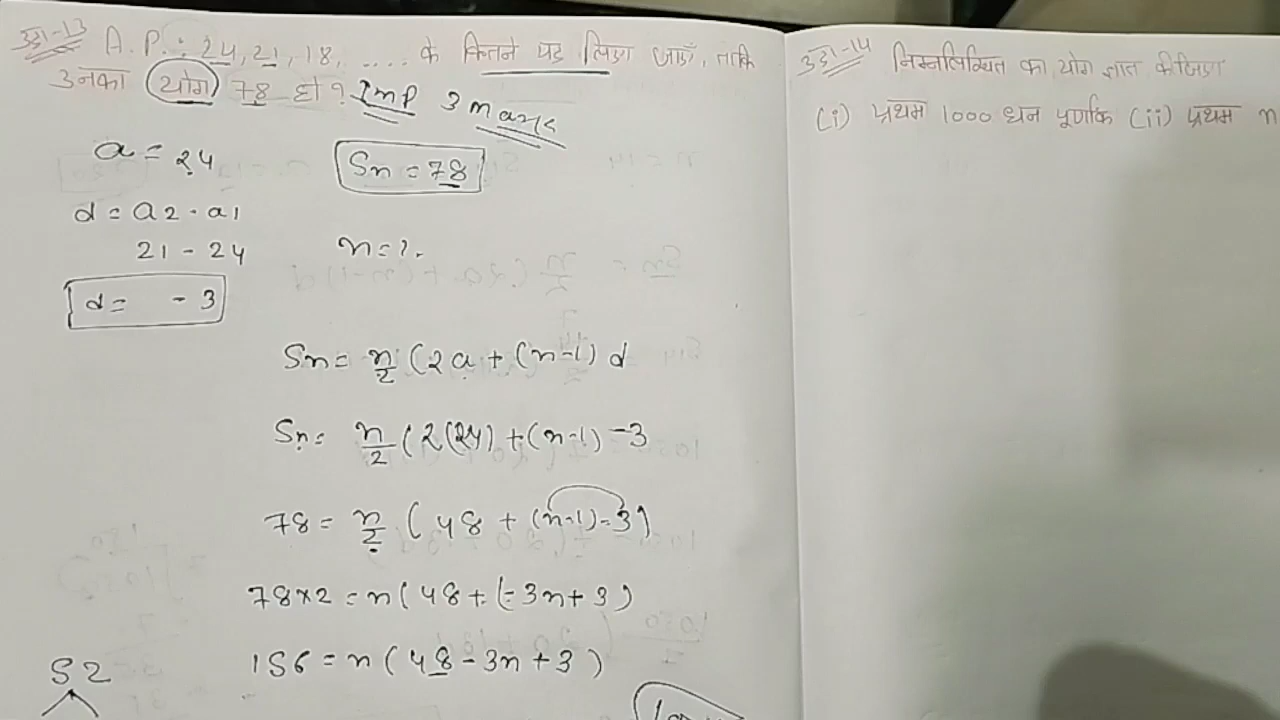 उदा-13 A.P.: 24, 21, 18, .... के कितने पद लिए जाएँ, ताकि
उनका योग 78 हो? Imp 3 marks
a = 24
Sn = 78
d = a2 - a1
21 - 24
n = ?.
d = - 3
Sn = n/2 (2a + (n-1) d
Sn = n/2 (2(24) + (n-1) -3
78 = n/2 (48 + (n-1) -3)
78×2 = n(48 + (-3n+3)
156 = n(48 - 3n + 3)
52
उदा-14 निम्नलिखित का योग ज्ञात कीजिए
(i) प्रथम 1000 धन पूर्णांक (ii) प्रथम n